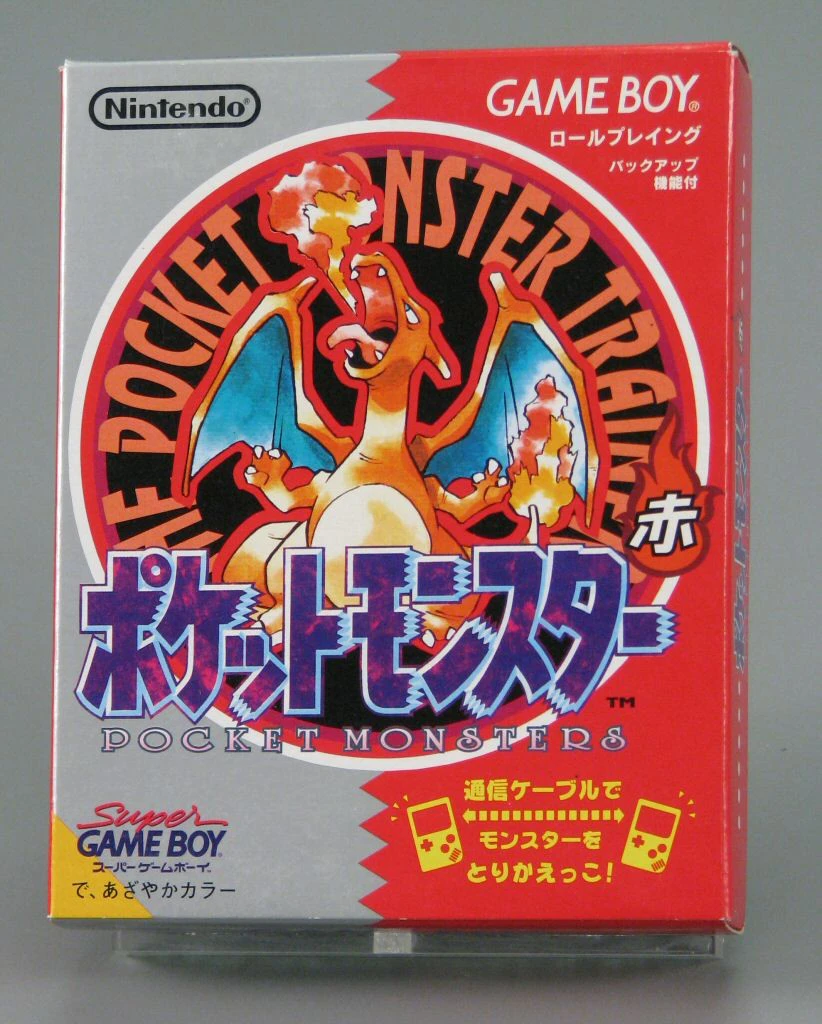 Nintendo®
GAME BOY®
ロールプレイング
バックアップ
機能付
POCKET MONSTER
赤
ポケットモンスター
TM
POCKET MONSTERS
通信ケーブルで
モンスターを
とりかえっこ!
Super
GAME BOY
スーパーゲームボーイ
で、あざやかカラー